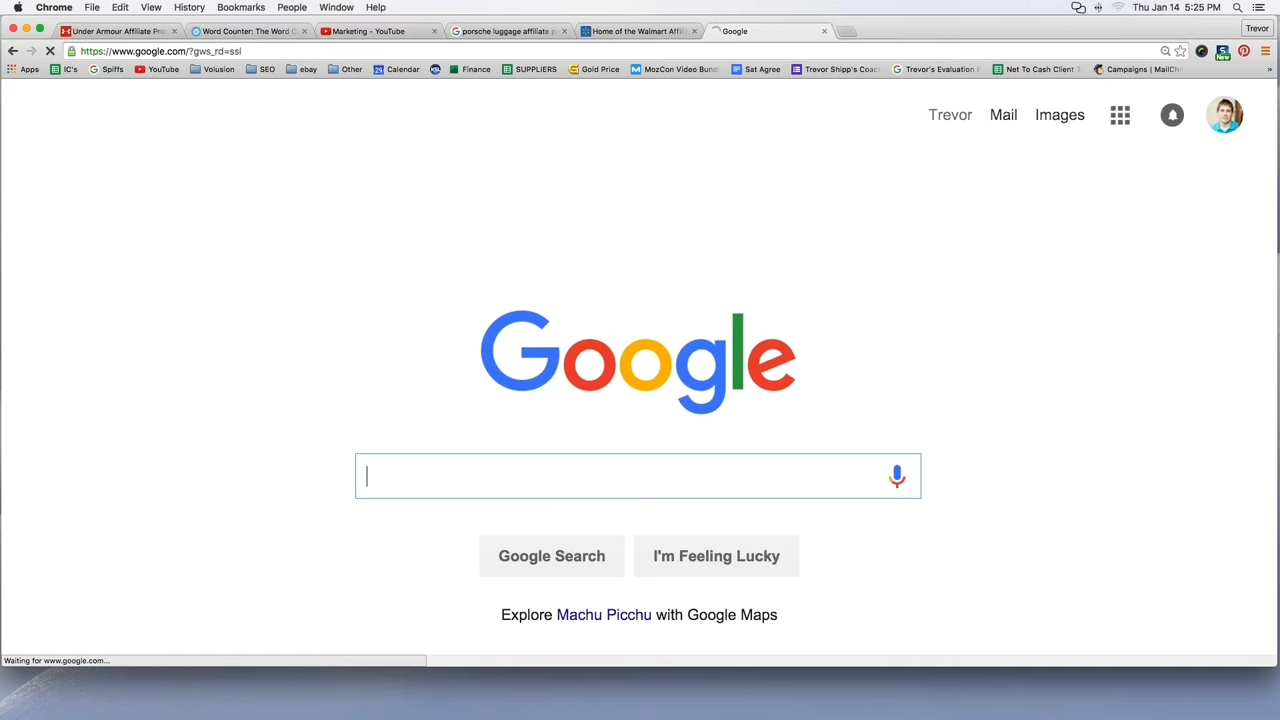 Chrome File Edit View History Bookmarks People Window Help Thu Jan 14 5:25 PM
Under Armour Affiliate Pro Word Counter: The Word C Marketing - YouTube porsche luggage affiliate p Home of the Walmart Affil Google Trevor
https://www.google.com/?gws_rd=ssl
Apps IC's Spiffs YouTube Volusion SEO ebay Other 29 Calendar KSL Finance SUPPLIERS Gold Price MozCon Video Bund Sat Agree Trevor Shipp's Coac Trevor's Evaluation F Net To Cash Client T Campaigns | MailCh »
New
Trevor Mail Images
Google
Google Search I'm Feeling Lucky
Explore Machu Picchu with Google Maps
Waiting for www.google.com...